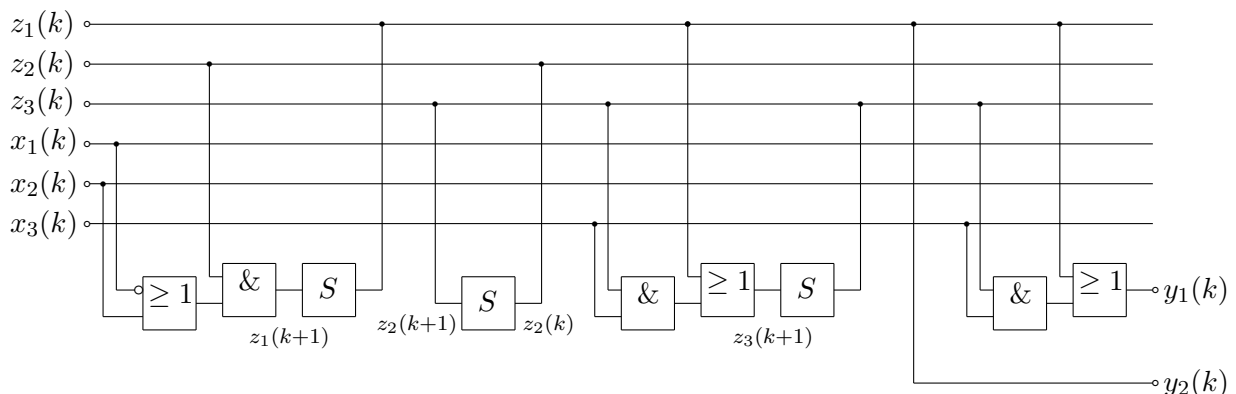 z₁(k)
z₂(k)
z₃(k)
x₁(k)
x₂(k)
x₃(k)
≥ 1 & S S & ≥ 1 S & ≥ 1 y₁(k)
z₁(k+1) z₂(k+1) z₂(k) z₃(k+1)
y₂(k)